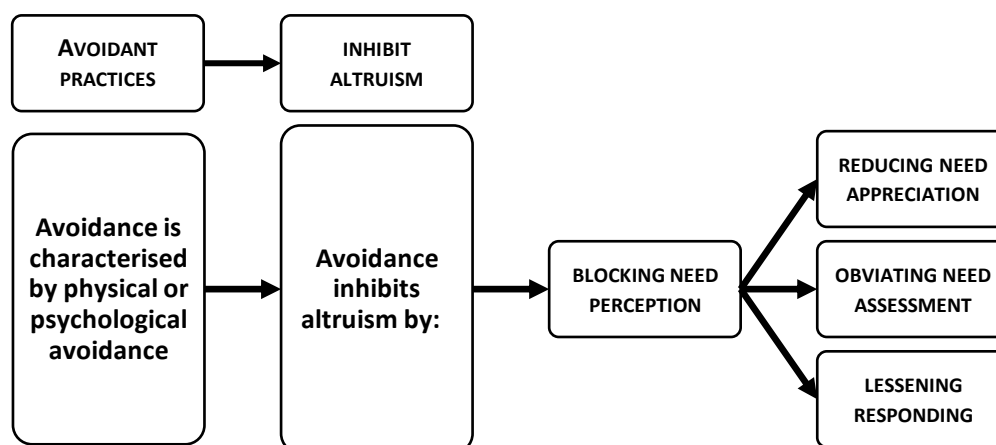 AVOIDANT
PRACTICES
INHIBIT
ALTRUISM
Avoidance is
characterised
by physical or
psychological
avoidance
Avoidance
inhibits
altruism by:
BLOCKING NEED
PERCEPTION
REDUCING NEED
APPRECIATION
OBVIATING NEED
ASSESSMENT
LESSENING
RESPONDING